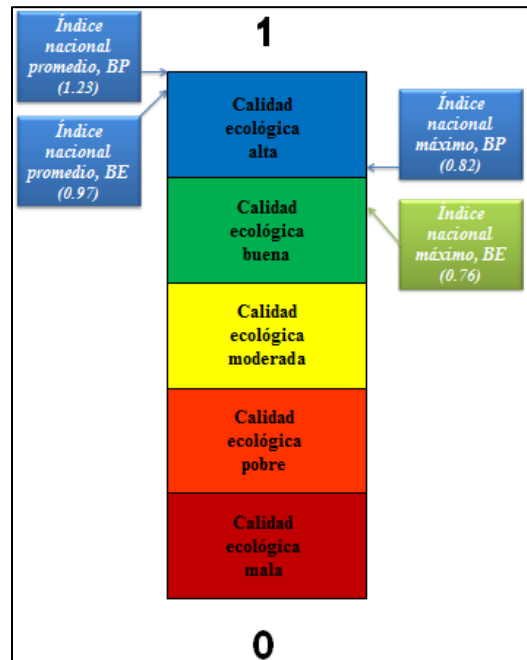 1
Índice
nacional
promedio, BP
(1.23)
Índice
nacional
promedio, BE
(0.97)
Calidad
ecológica
alta
Índice
nacional
máximo, BP
(0.82)
Calidad
ecológica
buena
Índice
nacional
máximo, BE
(0.76)
Calidad
ecológica
moderada
Calidad
ecológica
pobre
Calidad
ecológica
mala
0